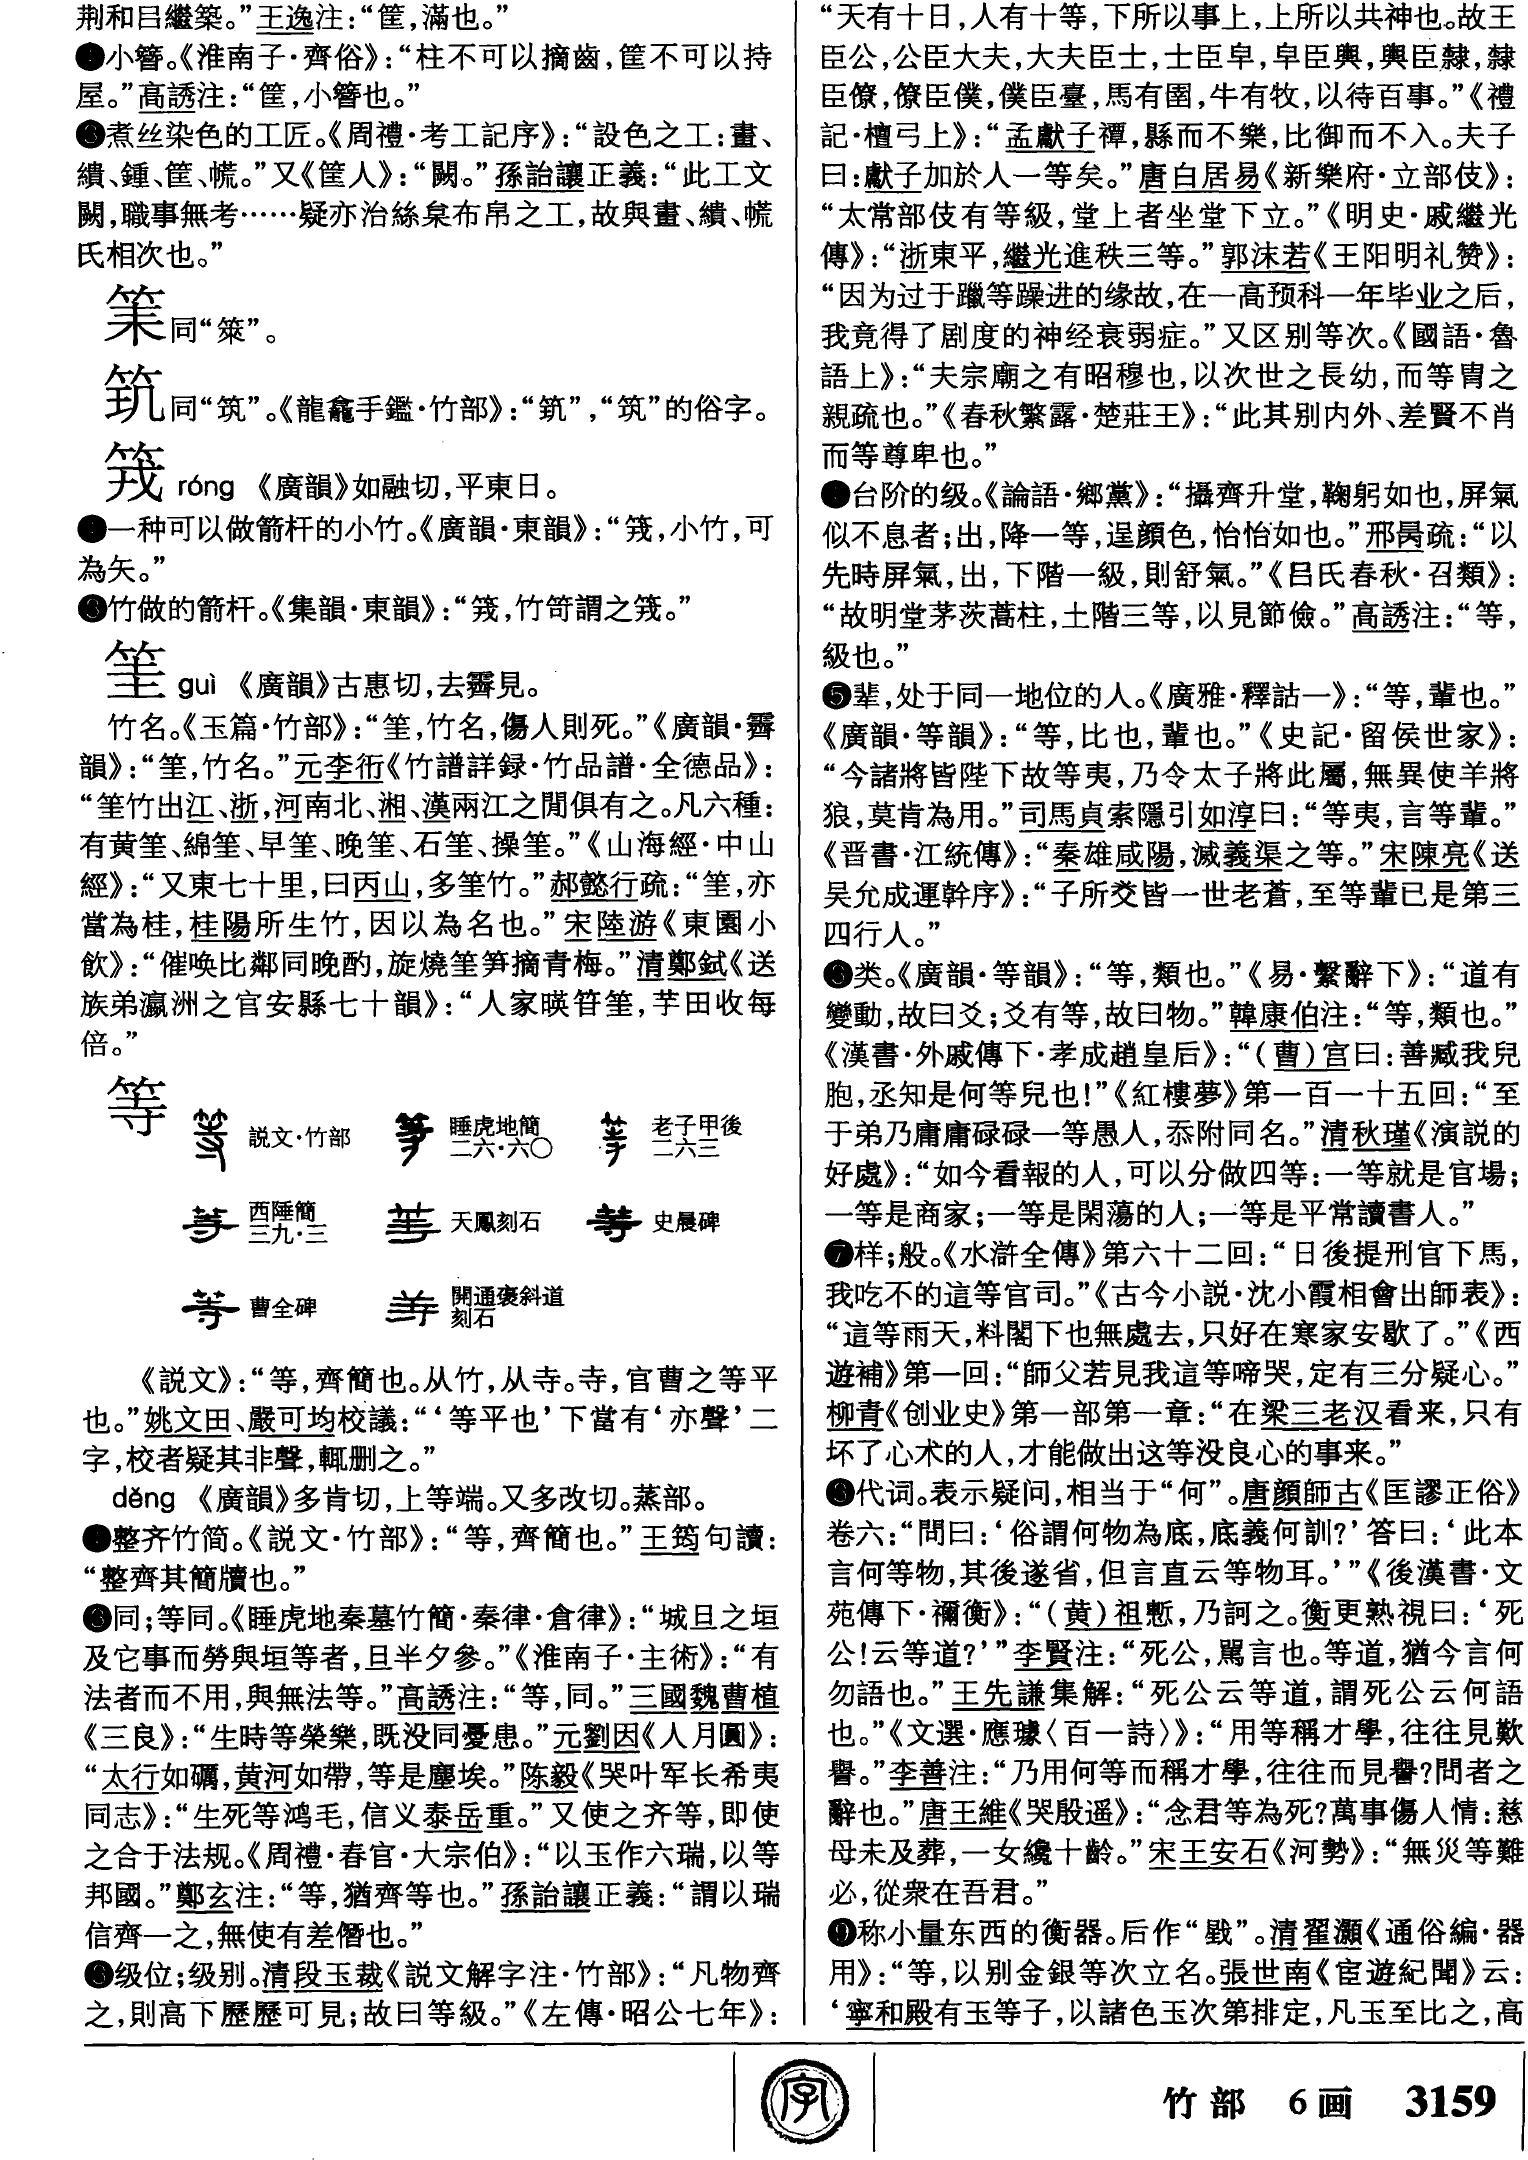 荆和吕繼築。”王逸注：“筐，滿也。”
❷小簪。《淮南子·齊俗》：“柱不可以摘齒，筐不可以持
屋。”高誘注：“筐，小簪也。”
❸煮丝染色的工匠。《周禮·考工記序》：“設色之工：畫、
繢、鍾、筐、㡛。”又《筐人》：“闕。”孫詒讓正義：“此工文
闕，職事無考……疑亦治絲枲布帛之工，故與畫、繢、㡛
氏相次也。”
同“策”。
同“筑”。《龍龕手鑑·竹部》：“筑”的俗字。
róng 《廣韻》如融切，平東日。
❶一种可以做箭杆的小竹。《廣韻·東韻》：“䇯，小竹，可
為矢。”
❷竹做的箭杆。《集韻·東韻》：“䇯，竹笴謂之䇯。”
筀 guì 《廣韻》古惠切，去霽見。
竹名。《玉篇·竹部》：“筀，竹名，傷人則死。”《廣韻·霽
韻》：“筀，竹名。”元李衎《竹譜詳録·竹品譜·全德品》：
“筀竹出江、浙，河南北、湘、漢兩江之間俱有之。凡六種：
有黄筀、綿筀、早筀、晚筀、石筀、操筀。”《山海經·中山
經》：“又東七十里，曰丙山，多筀竹。”郝懿行疏：“筀，亦
當為桂，桂陽所生竹，因以為名也。”宋陸游《東園小
飲》：“催唤比鄰同晚酌，旋燒筀笋摘青梅。”清鄭鉽《送
族弟瀛洲之官安縣七十韻》：“人家暎筲筀，芋田收每
倍。”
等
説文·竹部 睡虎地簡二六·六〇 老子甲後二六三
西陲簡三九·三 天鳳刻石 史晨碑
曹全碑 開通褒斜道刻石
《説文》：“等，齊簡也。从竹，从寺。寺，官曹之等平
也。”姚文田、嚴可均校議：“‘等平也’下當有‘亦聲’二
字，校者疑其非聲，輒删之。”
děng 《廣韻》多肯切，上等端。又多改切。蒸部。
❶整齐竹简。《説文·竹部》：“等，齊簡也。”王筠句讀：
“整齊其簡牘也。”
❷同；等同。《睡虎地秦墓竹簡·秦律·倉律》：“城旦之垣
及它事而勞與垣等者，旦半夕參。”《淮南子·主術》：“有
法者而不用，與無法等。”高誘注：“等，同。”三國魏曹植
《三良》：“生時等榮樂，既没同憂患。”元劉因《人月圓》：
“太行如礪，黄河如帶，等是塵埃。”陈毅《哭叶军长希夷
同志》：“生死等鸿毛，信义泰岳重。”又使之齐等，即使
之合于法规。《周禮·春官·大宗伯》：“以玉作六瑞，以等
邦國。”鄭玄注：“等，猶齊等也。”孫詒讓正義：“謂以瑞
信齊一之，無使有差僭也。”
❸级位；级别。清段玉裁《説文解字注·竹部》：“凡物齊
之，則高下歷歷可見；故曰等級。”《左傳·昭公七年》：
“天有十日，人有十等，下所以事上，上所以共神也。故王
臣公，公臣大夫，大夫臣士，士臣皁，皁臣輿，輿臣隸，隸
臣僚，僚臣僕，僕臣臺，馬有圉，牛有牧，以待百事。”《禮
記·檀弓上》：“孟獻子禫，縣而不樂，比御而不入。夫子
曰：獻子加於人一等矣。”唐白居易《新樂府·立部伎》：
“太常部伎有等級，堂上者坐堂下立。”《明史·戚繼光
傳》：“浙東平，繼光進秩三等。”郭沫若《王阳明礼赞》：
“因为过于躐等躁进的缘故，在一高预科一年毕业之后，
我竟得了剧度的神经衰弱症。”又区别等次。《國語·魯
語上》：“夫宗廟之有昭穆也，以次世之長幼，而等胄之
親疏也。”《春秋繁露·楚莊王》：“此其别内外、差賢不肖
而等尊卑也。”
❹台阶的级。《論語·鄉黨》：“攝齊升堂，鞠躬如也，屏氣
似不息者；出，降一等，逞顔色，怡怡如也。”邢昺疏：“以
先時屏氣，出，下階一級，則舒氣。”《吕氏春秋·召類》：
“故明堂茅茨蒿柱，土階三等，以見節儉。”高誘注：“等，
級也。”
❺辈，处于同一地位的人。《廣雅·釋詁一》：“等，輩也。”
《廣韻·等韻》：“等，比也，輩也。”《史記·留侯世家》：
“今諸將皆陛下故等夷，乃令太子將此屬，無異使羊將
狼，莫肯為用。”司馬貞索隱引如淳曰：“等夷，言等輩。”
《晋書·江統傳》：“秦雄咸陽，滅義渠之等。”宋陳亮《送
吴允成運幹序》：“子所交皆一世老蒼，至等輩已是第三
四行人。”
❻类。《廣韻·等韻》：“等，類也。”《易·繫辭下》：“道有
變動，故曰爻；爻有等，故曰物。”韓康伯注：“等，類也。”
《漢書·外戚傳下·孝成趙皇后》：“（曹）宫曰：善臧我兒
胞，丞知是何等兒也！”《紅樓夢》第一百一十五回：“至
于弟乃庸庸碌碌一等愚人，忝附同名。”清秋瑾《演説的
好處》：“如今看報的人，可以分做四等：一等就是官場；
一等是商家；一等是閑蕩的人；一等是平常讀書人。”
❼样；般。《水滸全傳》第六十二回：“日後提刑官下馬，
我吃不的這等官司。”《古今小説·沈小霞相會出師表》：
“這等雨天，料閣下也無處去，只好在寒家安歇了。”《西
遊補》第一回：“師父若見我這等啼哭，定有三分疑心。”
柳青《创业史》第一部第一章：“在梁三老汉看来，只有
坏了心术的人，才能做出这等没良心的事来。”
❽代词。表示疑问，相当于“何”。唐顔師古《匡謬正俗》
卷六：“問曰：‘俗謂何物為底，底義何訓？’答曰：‘此本
言何等物，其後遂省，但言直云等物耳。’”《後漢書·文
苑傳下·禰衡》：“（黄）祖慙，乃訶之。衡更熟視曰：‘死
公！云等道？’”李賢注：“死公，駡言也。等道，猶今言何
勿語也。”王先謙集解：“死公云等道，謂死公云何語
也。”《文選·應璩〈百一詩〉》：“用等稱才學，往往見歎
譽。”李善注：“乃用何等而稱才學，往往而見譽？問者之
辭也。”唐王維《哭殷遥》：“念君等為死？萬事傷人情：慈
母未及葬，一女纔十齡。”宋王安石《河勢》：“無災等難
必，從衆在吾君。”
❾称小量东西的衡器。后作“戥”。清翟灝《通俗編·器
用》：“等，以别金銀等次立名。張世南《宦遊紀聞》云：
‘寧和殿有玉等子，以諸色玉次第排定，凡玉至比之，高
字
竹部 6画 3159